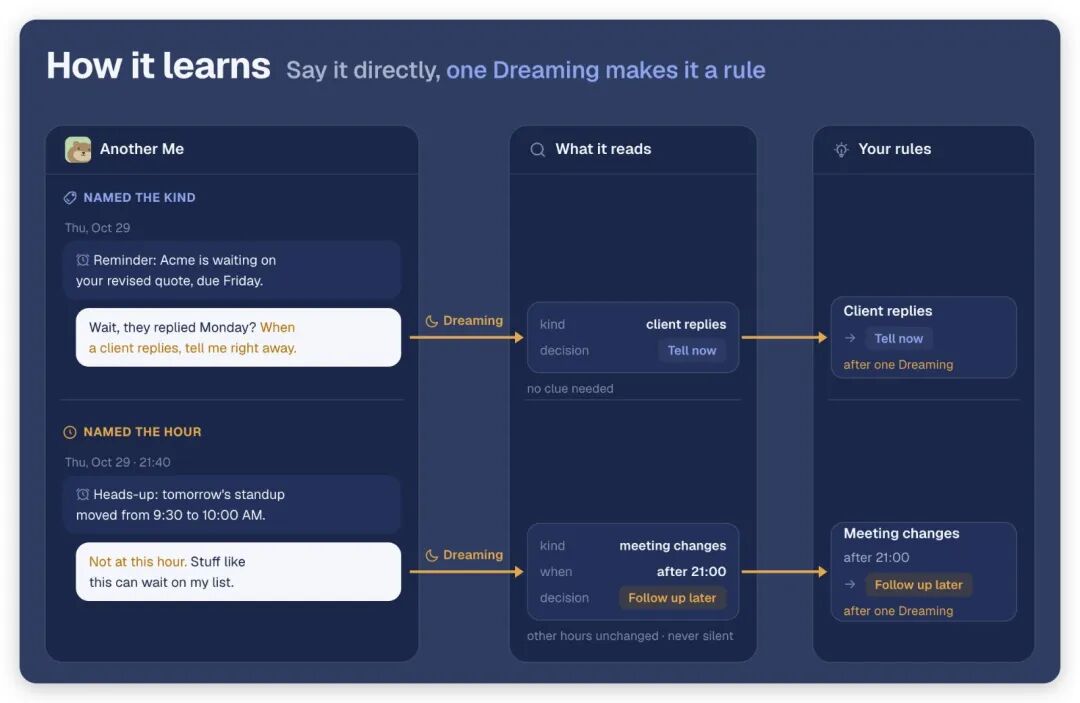 How it learns Say it directly, one Dreaming makes it a rule
Another Me
NAMED THE KIND
Thu, Oct 29
Reminder: Acme is waiting on
your revised quote, due Friday.
Wait, they replied Monday? When
a client replies, tell me right away.
Dreaming
NAMED THE HOUR
Thu, Oct 29 · 21:40
Heads-up: tomorrow's standup
moved from 9:30 to 10:00 AM.
Not at this hour. Stuff like
this can wait on my list.
Dreaming
What it reads
kind client replies
decision Tell now
no clue needed
kind meeting changes
when after 21:00
decision Follow up later
other hours unchanged · never silent
Your rules
Client replies
→ Tell now
after one Dreaming
Meeting changes
after 21:00
→ Follow up later
after one Dreaming